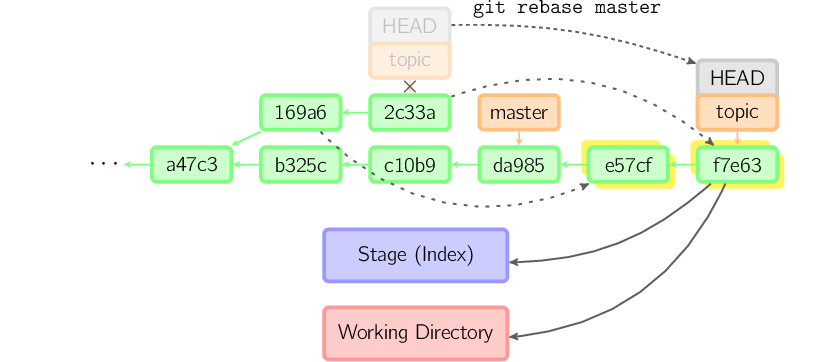 git rebase master
HEAD
topic
HEAD
topic
169a6
2c33a
master
...
a47c3
b325c
c10b9
da985
e57cf
f7e63
Stage (Index)
Working Directory